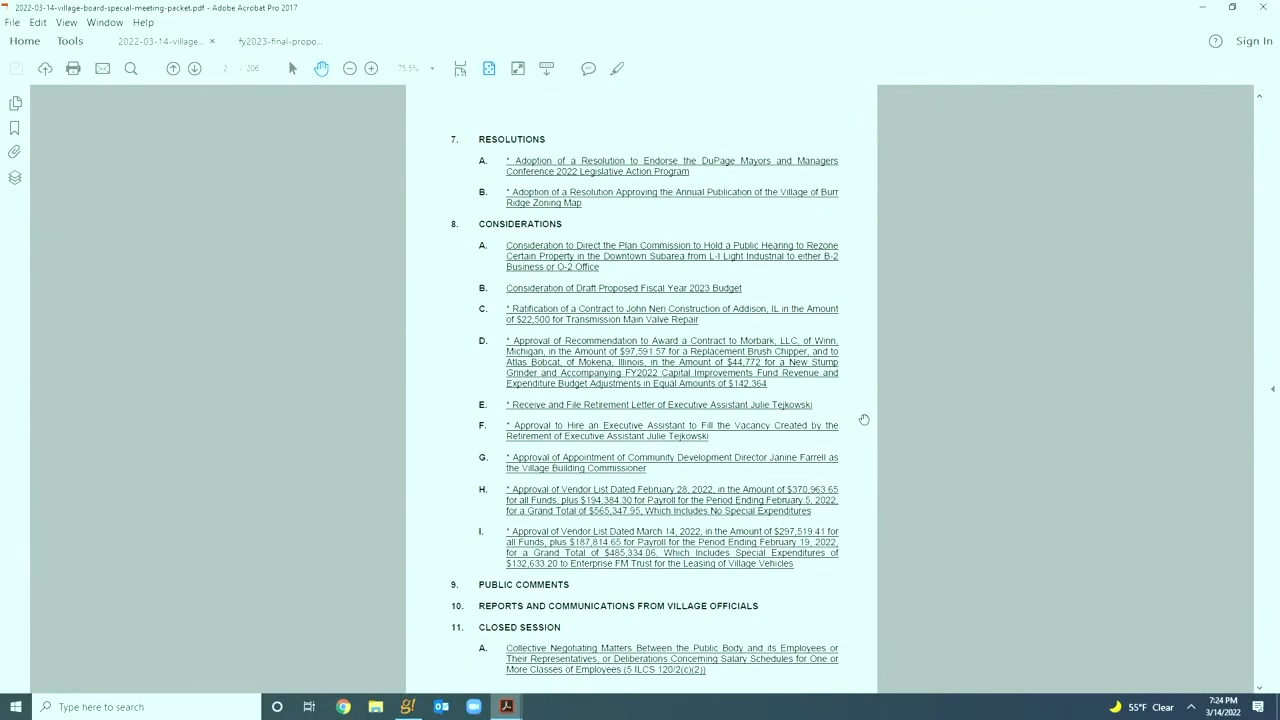 2022-03-14-village-board-special-meeting-packet.pdf - Adobe Acrobat Pro 2017
File Edit View Window Help
Home Tools 2022-03-14-village... × fy2023-final-propo... Sign In
2 / 206 75.5%
7. RESOLUTIONS
A. * Adoption of a Resolution to Endorse the DuPage Mayors and Managers
Conference 2022 Legislative Action Program
B. * Adoption of a Resolution Approving the Annual Publication of the Village of Burr
Ridge Zoning Map
8. CONSIDERATIONS
A. Consideration to Direct the Plan Commission to Hold a Public Hearing to Rezone
Certain Property in the Downtown Subarea from L-I Light Industrial to either B-2
Business or O-2 Office
B. Consideration of Draft Proposed Fiscal Year 2023 Budget
C. * Ratification of a Contract to John Neri Construction of Addison, IL in the Amount
of $22,500 for Transmission Main Valve Repair
D. * Approval of Recommendation to Award a Contract to Morbark, LLC, of Winn,
Michigan, in the Amount of $97,591.57 for a Replacement Brush Chipper, and to
Atlas Bobcat, of Mokena, Illinois, in the Amount of $44,772 for a New Stump
Grinder and Accompanying FY2022 Capital Improvements Fund Revenue and
Expenditure Budget Adjustments in Equal Amounts of $142,364
E. * Receive and File Retirement Letter of Executive Assistant Julie Tejkowski
F. * Approval to Hire an Executive Assistant to Fill the Vacancy Created by the
Retirement of Executive Assistant Julie Tejkowski
G. * Approval of Appointment of Community Development Director Janine Farrell as
the Village Building Commissioner
H. * Approval of Vendor List Dated February 28, 2022, in the Amount of $370,963.65
for all Funds, plus $194,384.30 for Payroll for the Period Ending February 5, 2022,
for a Grand Total of $565,347.95, Which Includes No Special Expenditures
I. * Approval of Vendor List Dated March 14, 2022, in the Amount of $297,519.41 for
all Funds, plus $187,814.65 for Payroll for the Period Ending February 19, 2022,
for a Grand Total of $485,334.06, Which Includes Special Expenditures of
$132,633.20 to Enterprise FM Trust for the Leasing of Village Vehicles
9. PUBLIC COMMENTS
10. REPORTS AND COMMUNICATIONS FROM VILLAGE OFFICIALS
11. CLOSED SESSION
A. Collective Negotiating Matters Between the Public Body and its Employees or
Their Representatives, or Deliberations Concerning Salary Schedules for One or
More Classes of Employees (5 ILCS 120/2(c)(2))
Type here to search
55°F Clear
7:24 PM
3/14/2022